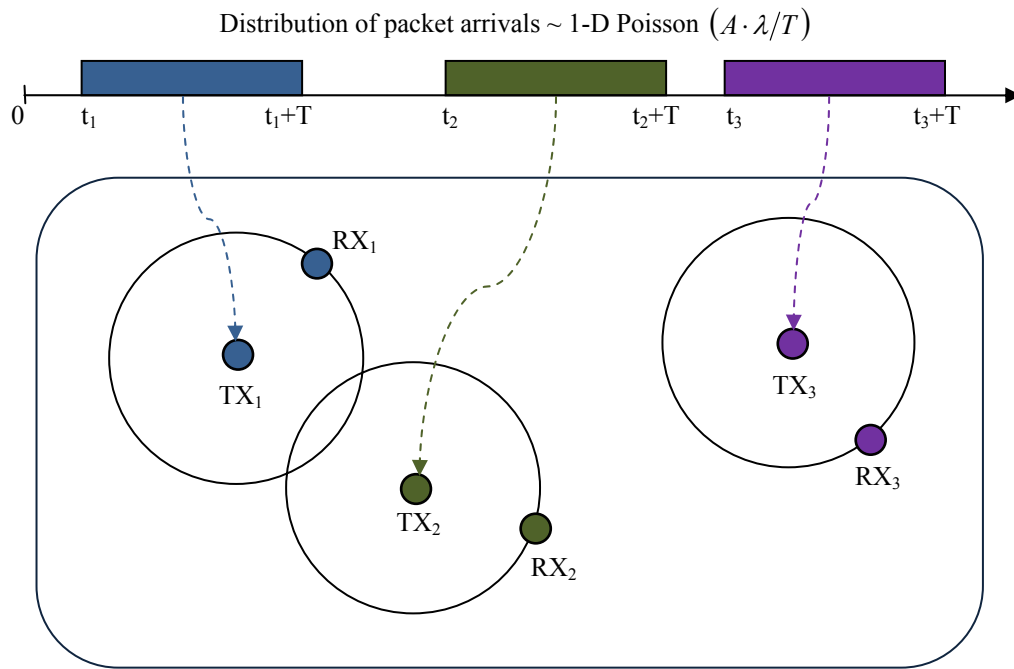 Distribution of packet arrivals ~ 1-D Poisson (A·λ/T)
0 t₁ t₁+T t₂ t₂+T t₃ t₃+T
RX₁
TX₁
TX₂
RX₂
TX₃
RX₃